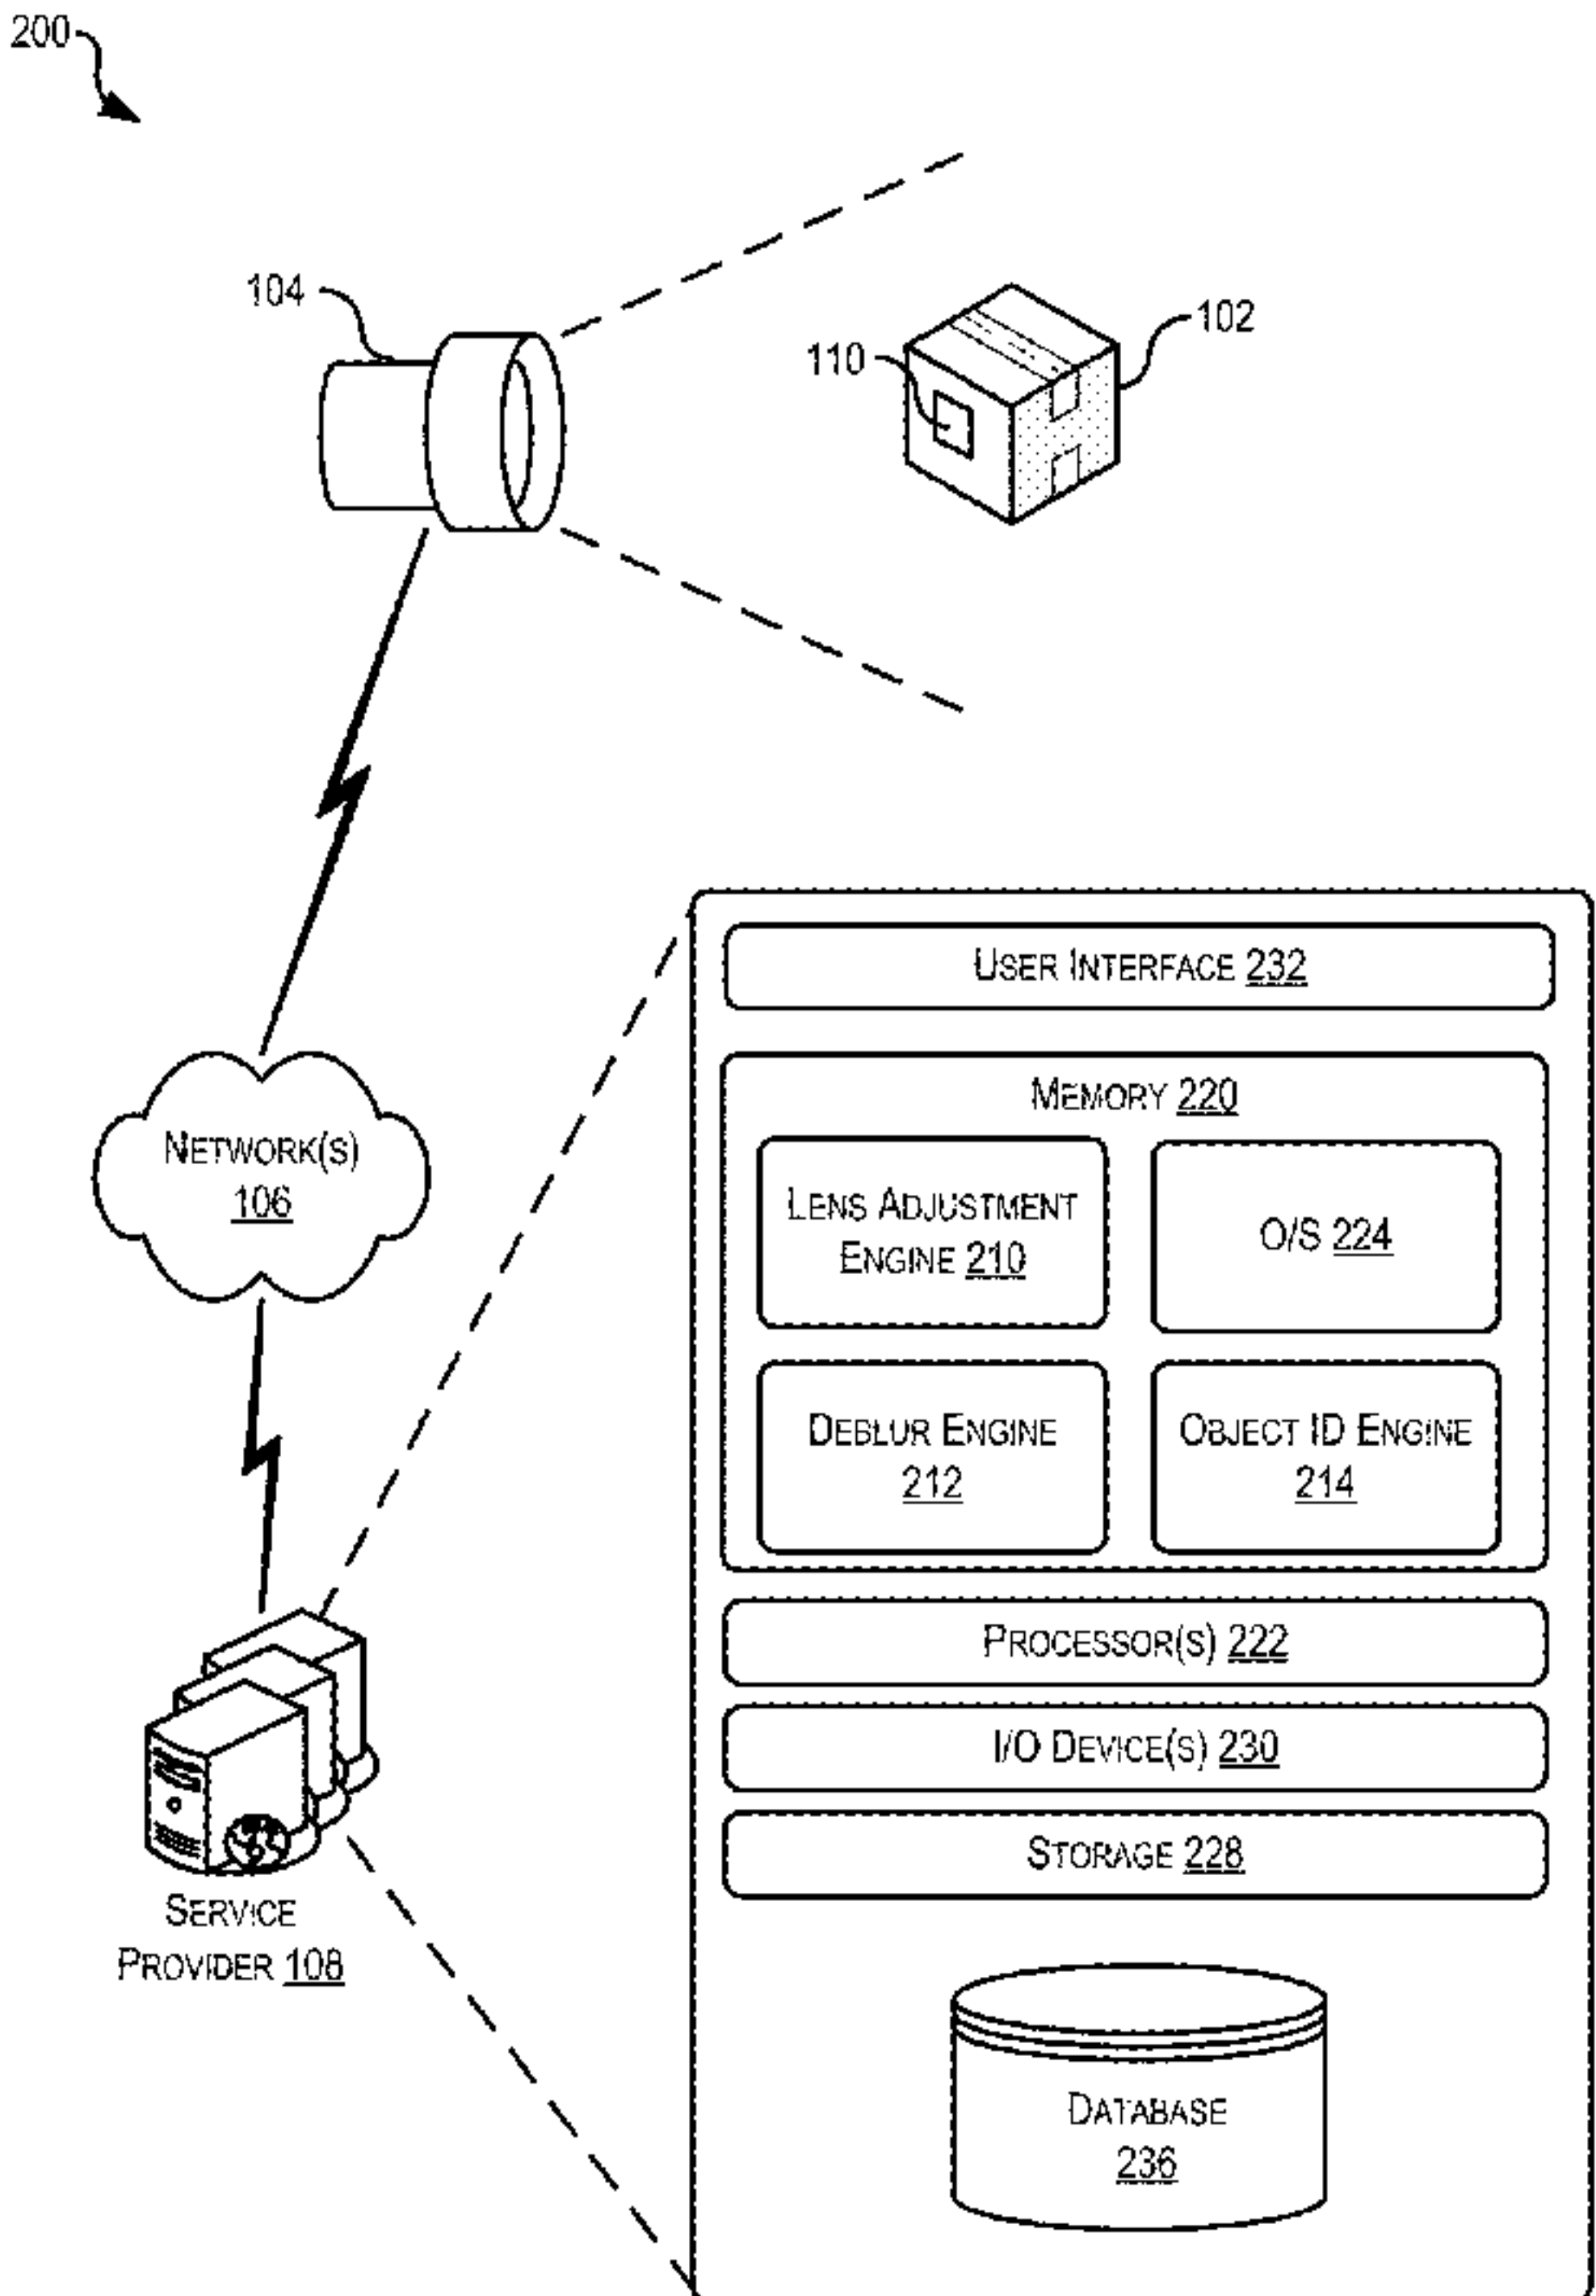 200
104
102
110
USER INTERFACE 232
MEMORY 220
NETWORK(S)
106
LENS ADJUSTMENT
ENGINE 210
O/S 224
DEBLUR ENGINE
212
OBJECT ID ENGINE
214
PROCESSOR(S) 222
I/O DEVICE(S) 230
STORAGE 228
SERVICE
PROVIDER 108
DATABASE
236